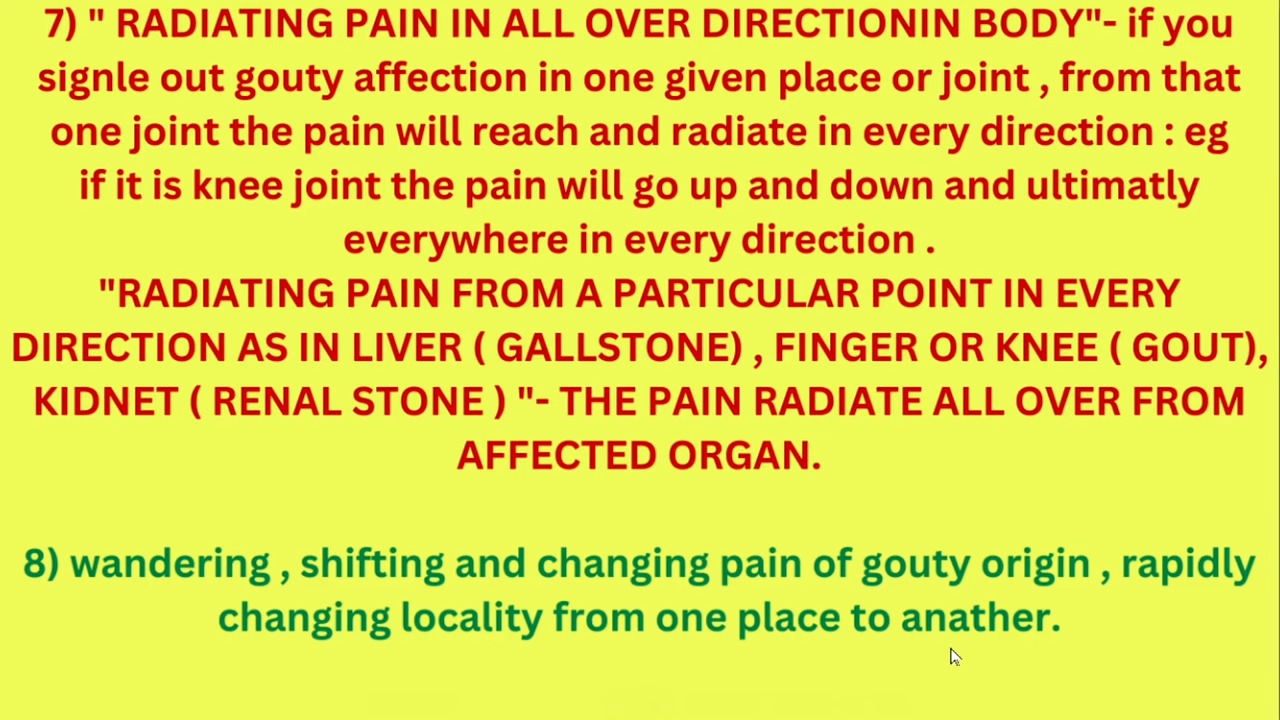 7) " RADIATING PAIN IN ALL OVER DIRECTIONIN BODY"- if you
signle out gouty affection in one given place or joint , from that
one joint the pain will reach and radiate in every direction : eg
if it is knee joint the pain will go up and down and ultimatly
everywhere in every direction .
"RADIATING PAIN FROM A PARTICULAR POINT IN EVERY
DIRECTION AS IN LIVER ( GALLSTONE) , FINGER OR KNEE ( GOUT),
KIDNET ( RENAL STONE ) "- THE PAIN RADIATE ALL OVER FROM
AFFECTED ORGAN.
8) wandering , shifting and changing pain of gouty origin , rapidly
changing locality from one place to anather.